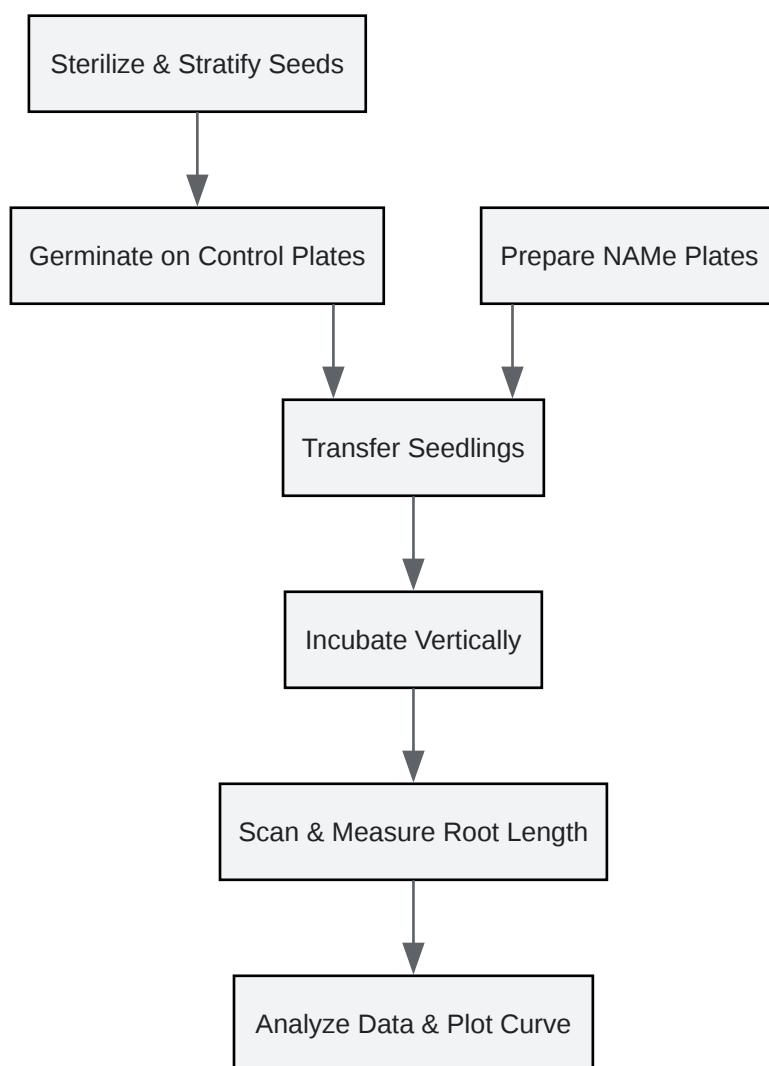 Sterilize & Stratify Seeds
Germinate on Control Plates
Prepare NAMe Plates
Transfer Seedlings
Incubate Vertically
Scan & Measure Root Length
Analyze Data & Plot Curve